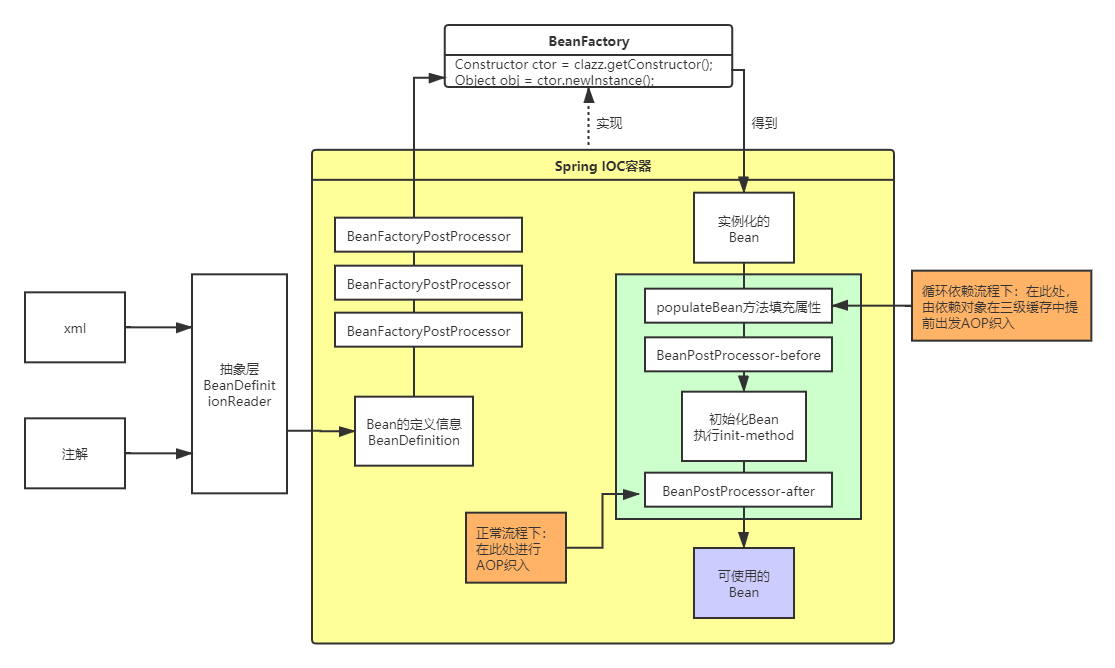 BeanFactory
Constructor ctor = clazz.getConstructor();
Object obj = ctor.newInstance();
实现
得到
Spring IOC容器
BeanFactoryPostProcessor
BeanFactoryPostProcessor
BeanFactoryPostProcessor
Bean的定义信息
BeanDefinition
xml
注解
抽象层
BeanDefinit
ionReader
实例化的
Bean
populateBean方法填充属性
BeanPostProcessor-before
初始化Bean
执行init-method
BeanPostProcessor-after
可使用的
Bean
循环依赖流程下：在此处，
由依赖对象在三级缓存中提
前出发AOP织入
正常流程下：
在此处进行
AOP织入